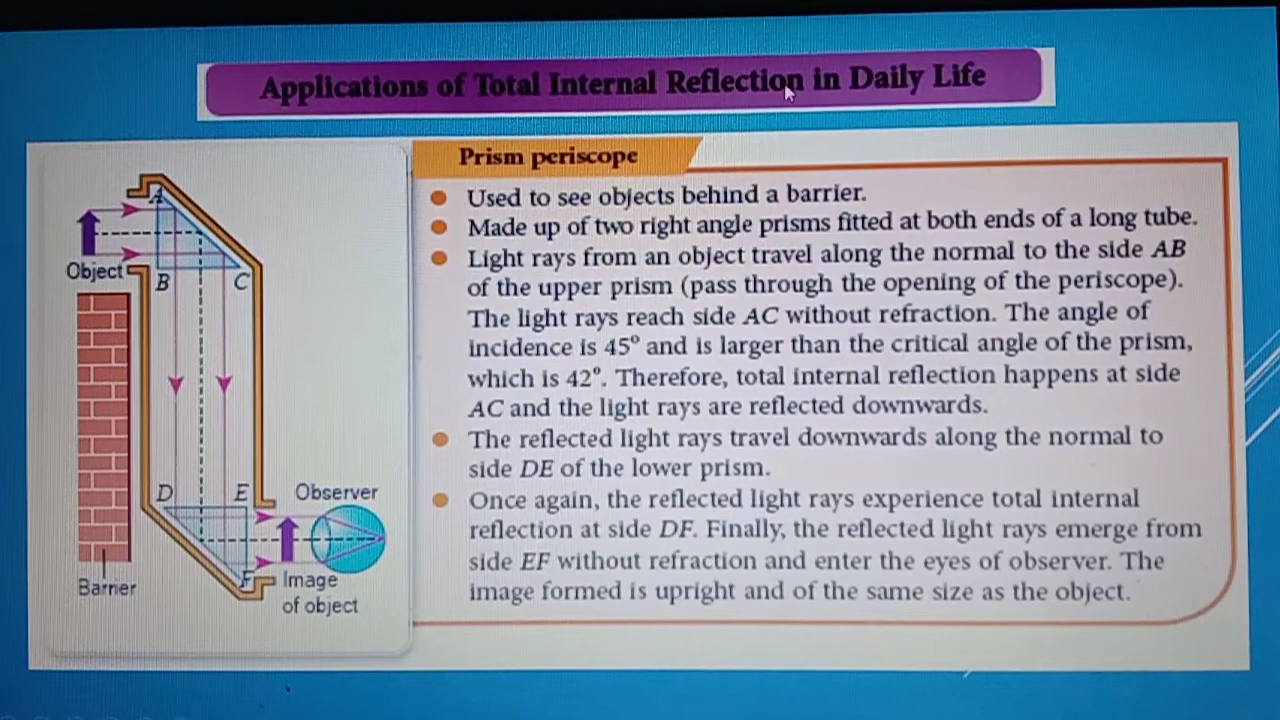 Applications of Total Internal Reflection in Daily Life
Prism periscope
Used to see objects behind a barrier.
Made up of two right angle prisms fitted at both ends of a long tube.
Light rays from an object travel along the normal to the side AB
of the upper prism (pass through the opening of the periscope).
The light rays reach side AC without refraction. The angle of
incidence is 45° and is larger than the critical angle of the prism,
which is 42°. Therefore, total internal reflection happens at side
AC and the light rays are reflected downwards.
The reflected light rays travel downwards along the normal to
side DE of the lower prism.
Once again, the reflected light rays experience total internal
reflection at side DF. Finally, the reflected light rays emerge from
side EF without refraction and enter the eyes of observer. The
image formed is upright and of the same size as the object.
A
Object
B
C
D
E
Observer
F
Image
of object
Barrier